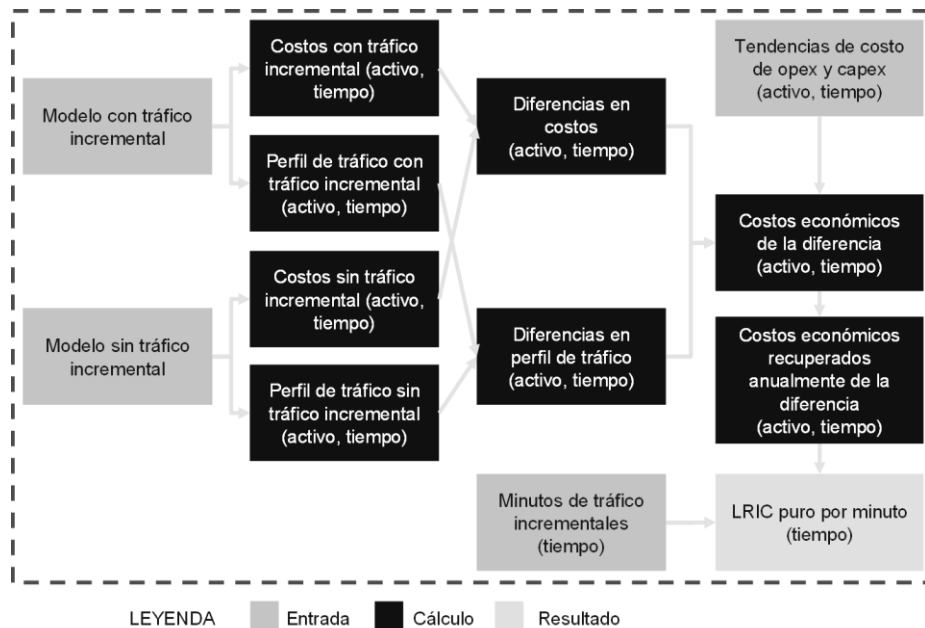 Modelo con tráfico
incremental
Costos con tráfico
incremental (activo,
tiempo)
Perfil de tráfico con
tráfico incremental
(activo, tiempo)
Modelo sin tráfico
incremental
Costos sin tráfico
incremental (activo,
tiempo)
Perfil de tráfico sin
tráfico incremental
(activo, tiempo)
Diferencias en
costos
(activo, tiempo)
Diferencias en
perfil de tráfico
(activo, tiempo)
Tendencias de costo
de opex y capex
(activo, tiempo)
Costos económicos
de la diferencia
(activo, tiempo)
Costos económicos
recuperados
anualmente de la
diferencia
(activo, tiempo)
Minutos de tráfico
incrementales
(tiempo)
LRIC puro por minuto
(tiempo)
LEYENDA Entrada Cálculo Resultado